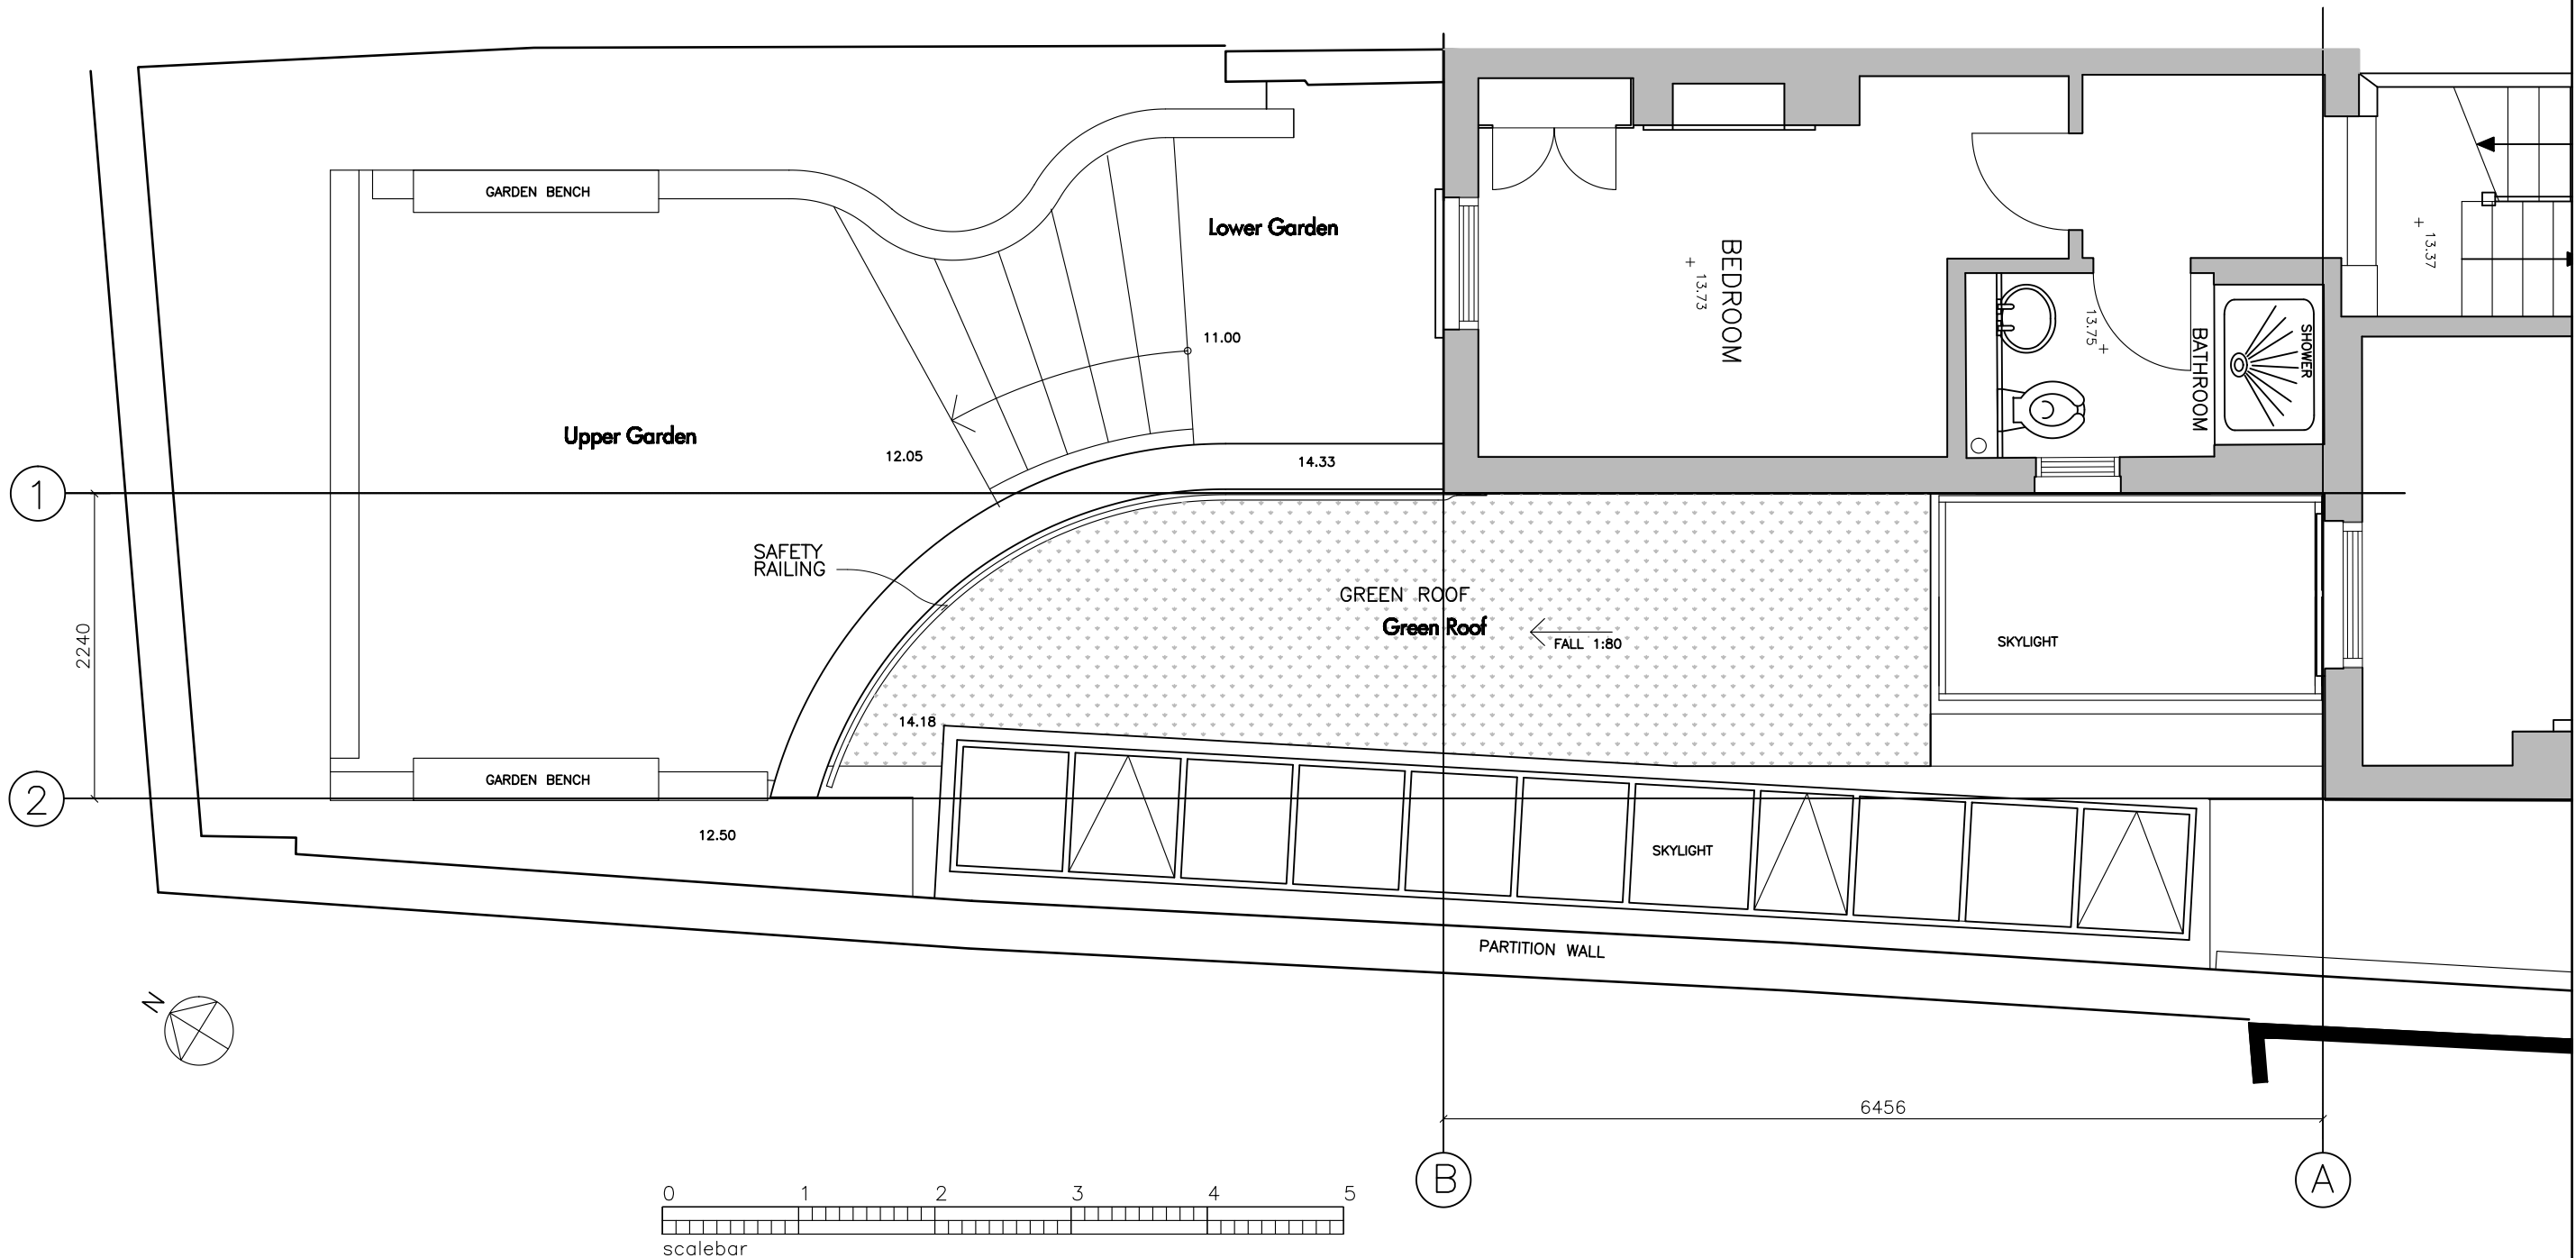 GARDEN BENCH
Lower Garden
BEDROOM
+ 13.73
+ 13.37
13.75 +
BATHROOM
SHOWER
11.00
Upper Garden
12.05
14.33
1
SAFETY
RAILING
GREEN ROOF
Green Roof
FALL 1:80
SKYLIGHT
2240
14.18
GARDEN BENCH
2
12.50
SKYLIGHT
PARTITION WALL
N
6456
B
A
0 1 2 3 4 5
scalebar